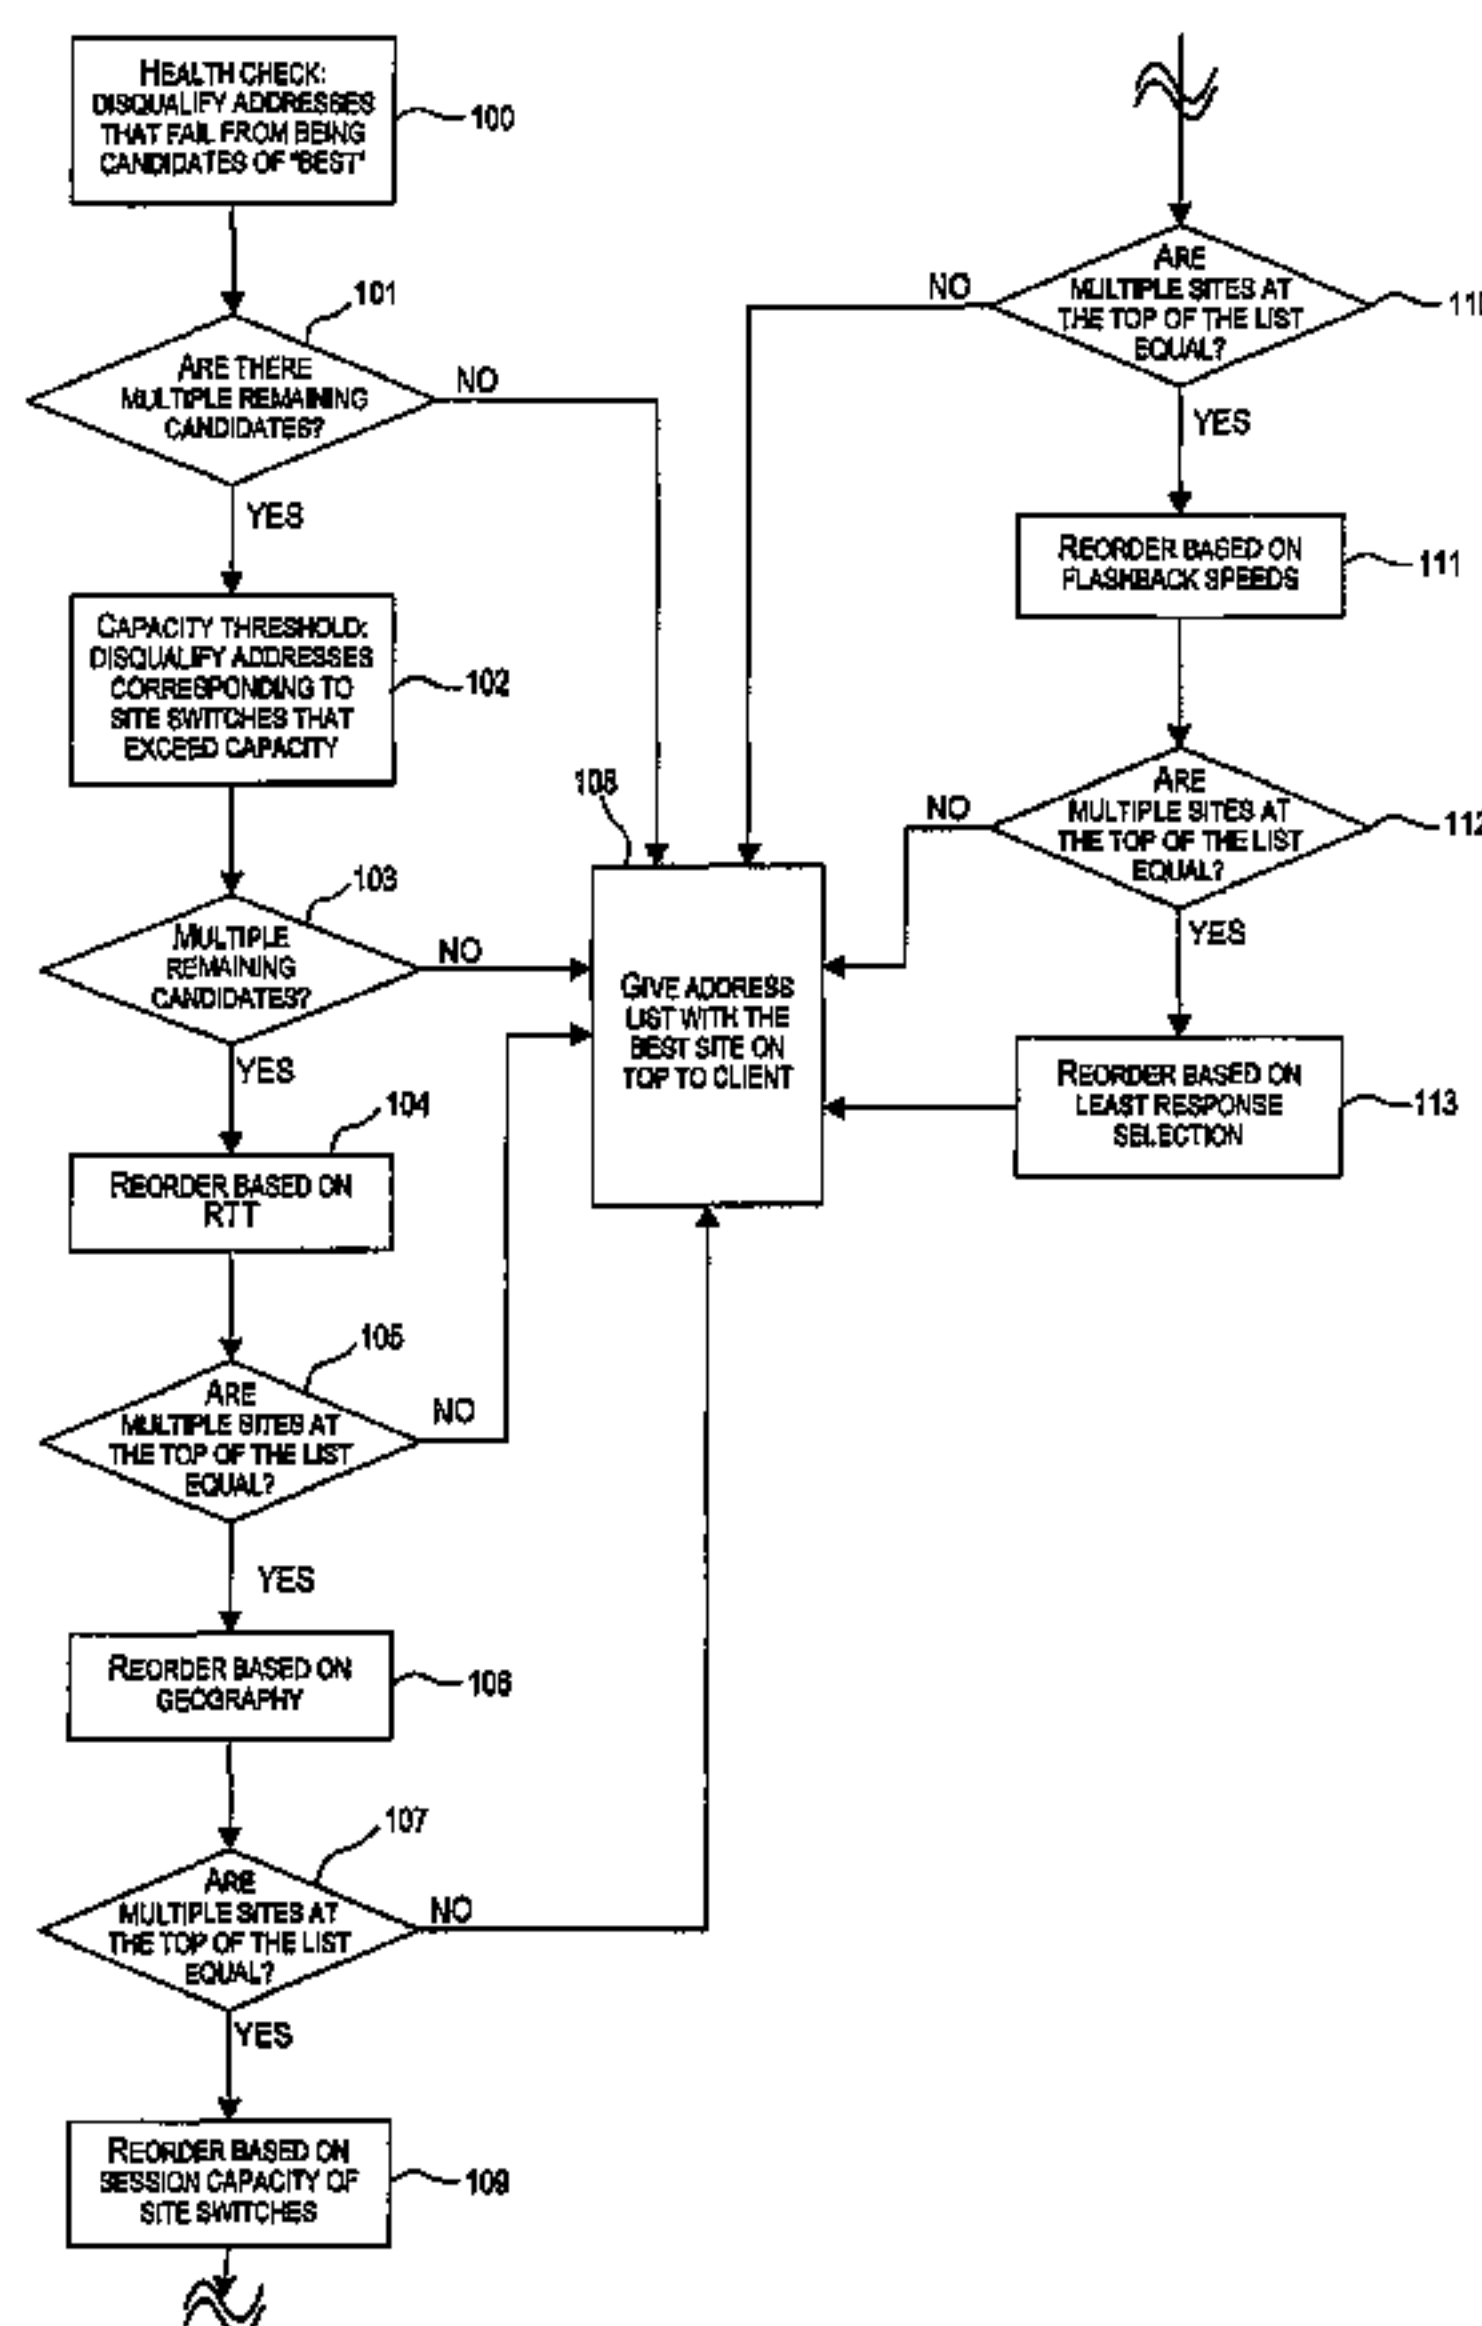 HEALTH CHECK:
DISQUALIFY ADDRESSES
THAT FAIL FROM BEING
CANDIDATES OF "BEST"
100
101
ARE THERE
MULTIPLE REMAINING
CANDIDATES?
NO
YES
CAPACITY THRESHOLD:
DISQUALIFY ADDRESSES
CORRESPONDING TO
SITE SWITCHES THAT
EXCEED CAPACITY
102
103
MULTIPLE
REMAINING
CANDIDATES?
NO
YES
104
REORDER BASED ON
RTT
105
ARE
MULTIPLE SITES AT
THE TOP OF THE LIST
EQUAL?
NO
YES
REORDER BASED ON
GEOGRAPHY
106
107
ARE
MULTIPLE SITES AT
THE TOP OF THE LIST
EQUAL?
NO
YES
REORDER BASED ON
SESSION CAPACITY OF
SITE SWITCHES
109
108
GIVE ADDRESS
LIST WITH THE
BEST SITE ON
TOP TO CLIENT
ARE
MULTIPLE SITES AT
THE TOP OF THE LIST
EQUAL?
NO
YES
REORDER BASED ON
FLASHBACK SPEEDS
111
ARE
MULTIPLE SITES AT
THE TOP OF THE LIST
EQUAL?
112
NO
YES
REORDER BASED ON
LEAST RESPONSE
SELECTION
113